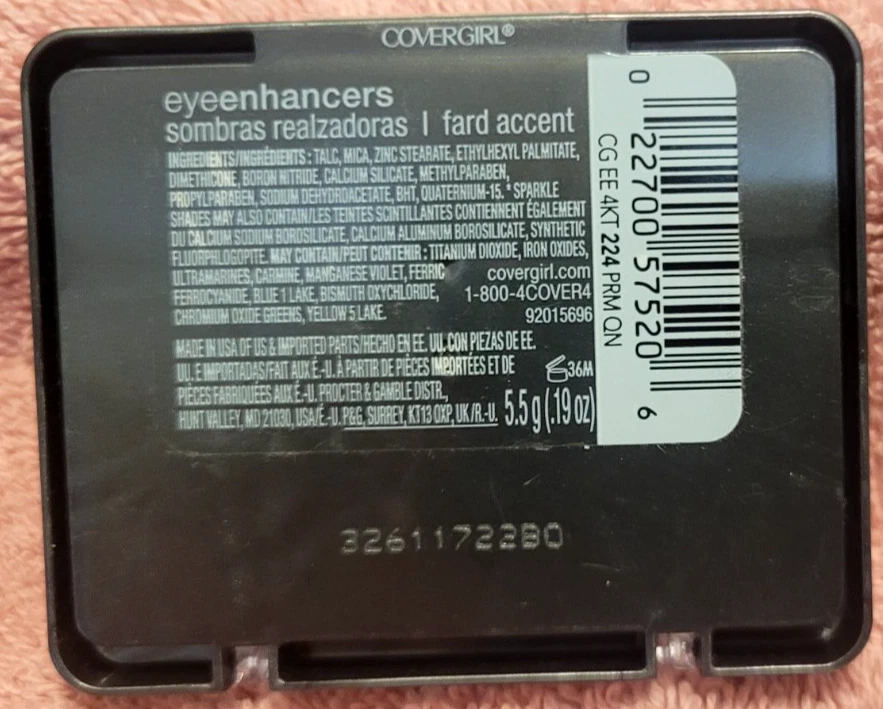 COVERGIRL®
eyeenhancers
sombras realzadoras | fard accent
INGREDIENTS/INGRÉDIENTS : TALC, MICA, ZINC STEARATE, ETHYLHEXYL PALMITATE,
DIMETHICONE, BORON NITRIDE, CALCIUM SILICATE, METHYLPARABEN,
PROPYLPARABEN, SODIUM DEHYDROACETATE, BHT, QUATERNIUM-15. * SPARKLE
SHADES MAY ALSO CONTAIN/LES TEINTES SCINTILLANTES CONTIENNENT ÉGALEMENT
DU CALCIUM SODIUM BOROSILICATE, CALCIUM ALUMINUM BOROSILICATE, SYNTHETIC
FLUORPHLOGOPITE. MAY CONTAIN/PEUT CONTENIR : TITANIUM DIOXIDE, IRON OXIDES,
ULTRAMARINES, CARMINE, MANGANESE VIOLET, FERRIC
FERROCYANIDE, BLUE 1 LAKE, BISMUTH OXYCHLORIDE,
CHROMIUM OXIDE GREENS, YELLOW 5 LAKE.
covergirl.com
1-800-4COVER4
92015696
MADE IN USA OF US & IMPORTED PARTS/HECHO EN EE. UU. CON PIEZAS DE EE.
UU. E IMPORTADAS/FAIT AUX É.-U. À PARTIR DE PIÈCES IMPORTÉES ET DE
PIÈCES FABRIQUÉES AUX É.-U. PROCTER & GAMBLE DISTR.,
HUNT VALLEY, MD 21030, USA/É.-U. P&G, SURREY, KT13 0XP, UK/R.-U.
36M
5.5 g (.19 oz)
0 22700 57520 6
CG EE 4KT 224 PRM QN
32611722B0